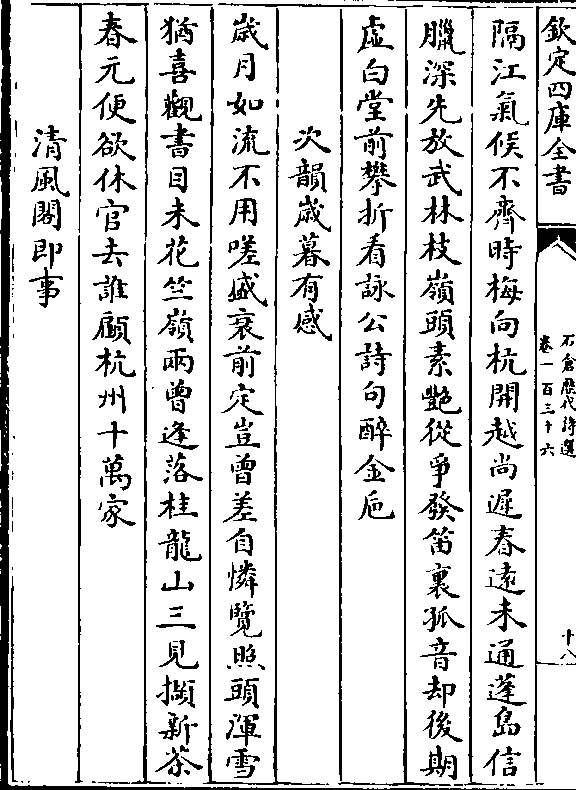 欽定四庫全書
石倉歷代詩選
卷一百三十六
十八
隔江氣候不齊時梅向杭開越尚遲春遠未通蓬島信
臘深先放武林枝嶺頭素艷從爭發笛裏孤音却後期
虛白堂前攀折看詠公詩句醉金巵
次韻歲暮有感
歲月如流不用嗟盛衰前定豈曾差自憐覽照頭渾雪
猶喜觀書目未花竺嶺兩曾逢落桂龍山三見擷新茶
春元便欲休官去誰顧杭州十萬家
清風閣即事